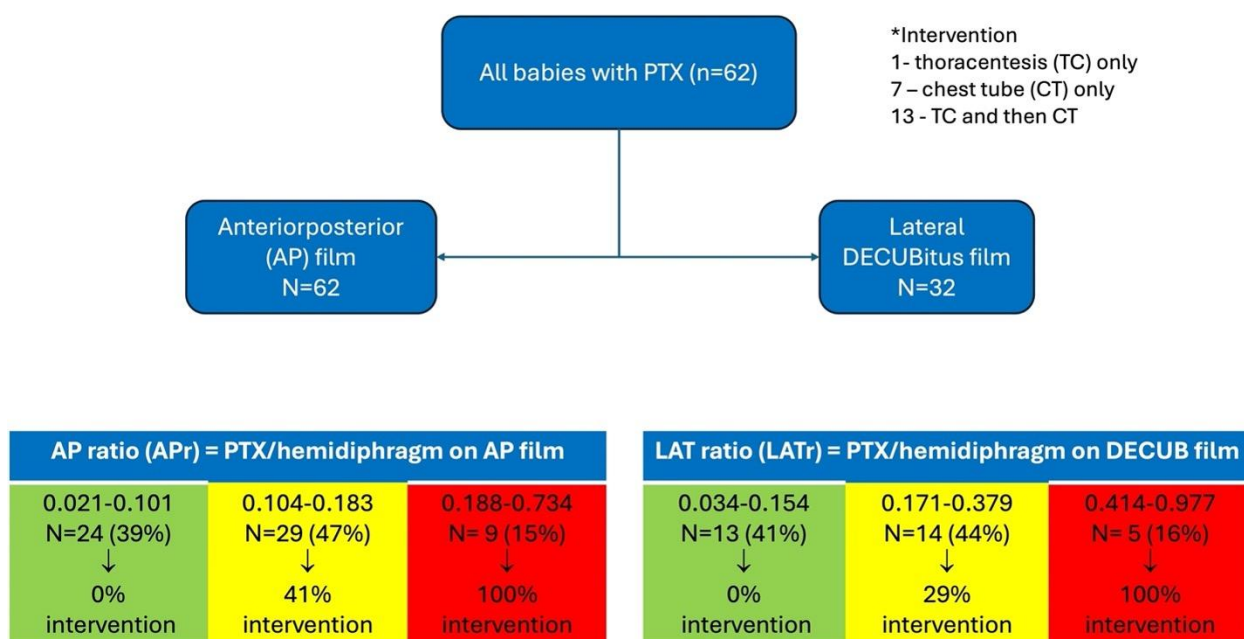 All babies with PTX (n=62)
*Intervention
1- thoracentesis (TC) only
7 – chest tube (CT) only
13 - TC and then CT
Anteriorposterior
(AP) film
N=62
Lateral
DECUBitus film
N=32
AP ratio (APr) = PTX/hemidiphragm on AP film
0.021-0.101
N=24 (39%)
↓
0%
intervention
0.104-0.183
N=29 (47%)
↓
41%
intervention
0.188-0.734
N= 9 (15%)
↓
100%
intervention
LAT ratio (LATr) = PTX/hemidiphragm on DECUB film
0.034-0.154
N=13 (41%)
↓
0%
intervention
0.171-0.379
N=14 (44%)
↓
29%
intervention
0.414-0.977
N= 5 (16%)
↓
100%
intervention